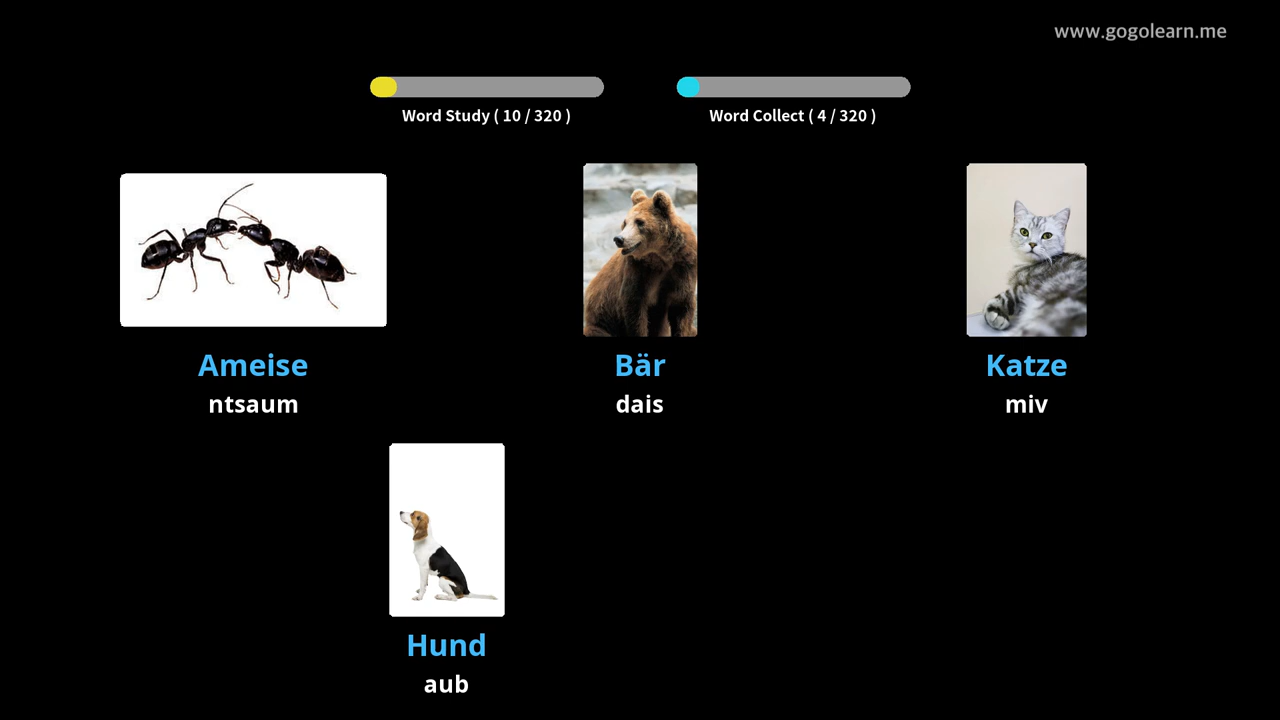 www.gogolearn.me
Word Study ( 10 / 320 )
Word Collect ( 4 / 320 )
Ameise
ntsaum
Bär
dais
Katze
miv
Hund
aub